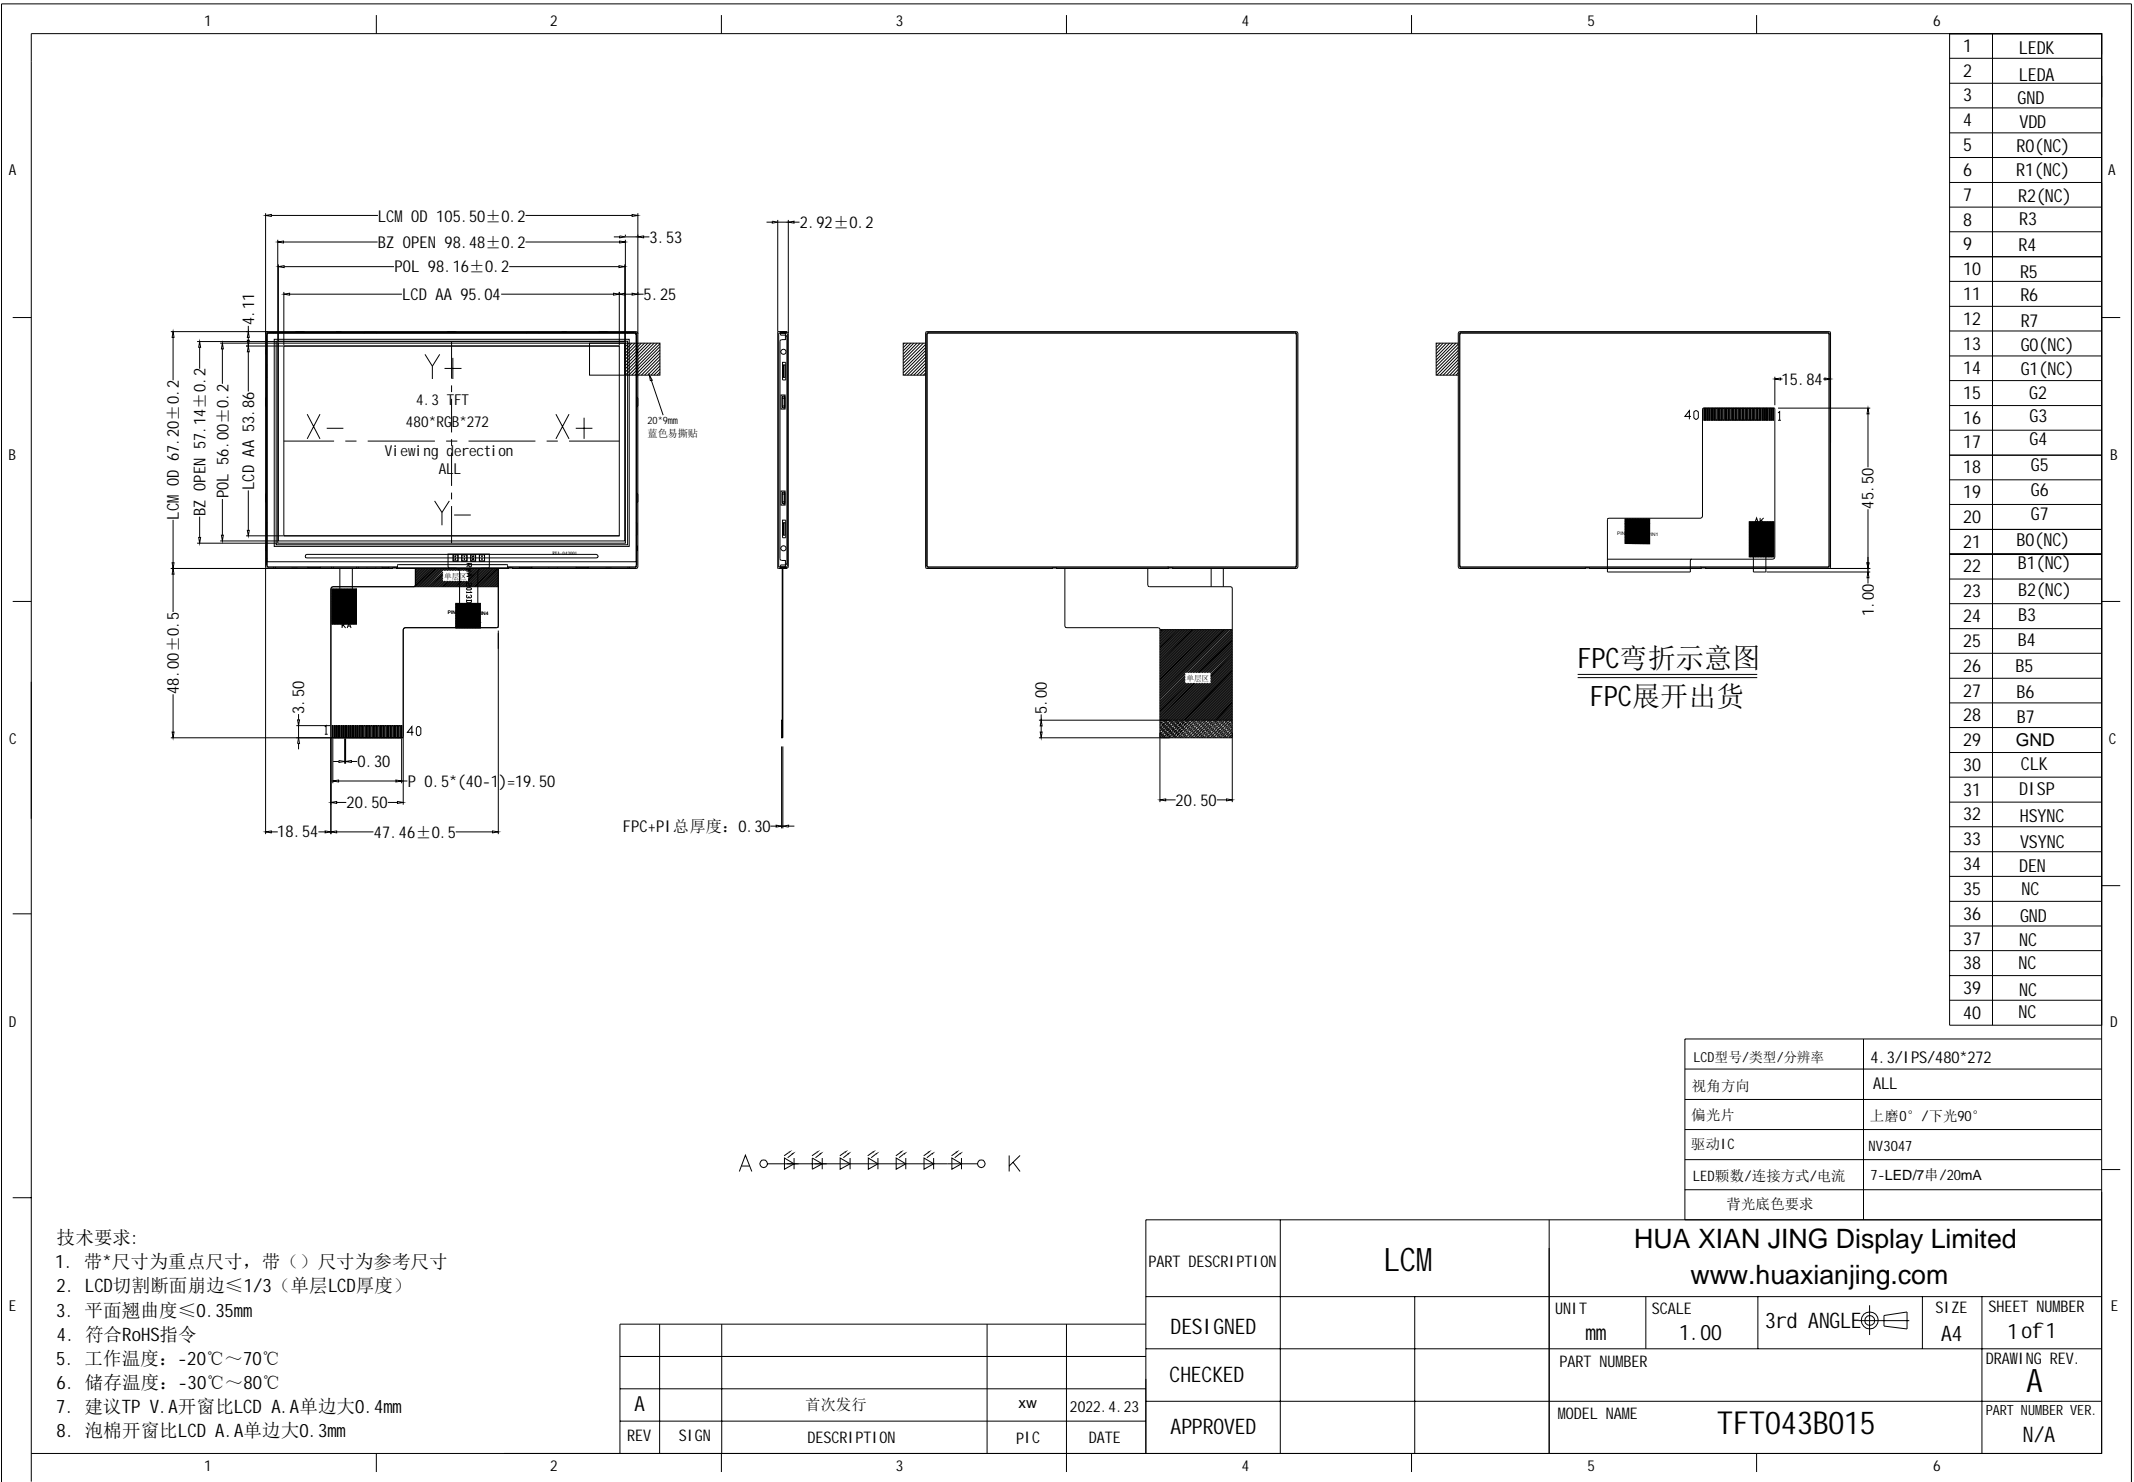 1 2 3 4 5 6
A
B
C
D
E
A
B
C
D
E
1 LEDK
2 LEDA
3 GND
4 VDD
5 R0(NC)
6 R1(NC)
7 R2(NC)
8 R3
9 R4
10 R5
11 R6
12 R7
13 G0(NC)
14 G1(NC)
15 G2
16 G3
17 G4
18 G5
19 G6
20 G7
21 B0(NC)
22 B1(NC)
23 B2(NC)
24 B3
25 B4
26 B5
27 B6
28 B7
29 GND
30 CLK
31 DISP
32 HSYNC
33 VSYNC
34 DEN
35 NC
36 GND
37 NC
38 NC
39 NC
40 NC
LCM OD 105.50±0.2
BZ OPEN 98.48±0.2
3.53
POL 98.16±0.2
LCD AA 95.04
5.25
4.11
LCM OD 67.20±0.2
BZ OPEN 57.14±0.2
POL 56.00±0.2
LCD AA 53.86
Y+
4.3 TFT
480*RGB*272
X-
X+
Viewing derection
ALL
Y-
20*9mm
蓝色易撕贴
单层区
KA
48.00±0.5
3.50
1
40
0.30
P 0.5*(40-1)=19.50
20.50
18.54
47.46±0.5
2.92±0.2
FPC+PI总厚度：0.30
单层区
5.00
20.50
15.84
40
1
45.50
AK
1.00
FPC弯折示意图
FPC展开出货
A
K
LCD型号/类型/分辨率 4.3/IPS/480*272
视角方向 ALL
偏光片 上磨0°/下光90°
驱动IC NV3047
LED颗数/连接方式/电流 7-LED/7串/20mA
背光底色要求
技术要求:
1. 带*尺寸为重点尺寸，带（）尺寸为参考尺寸
2. LCD切割断面崩边≤1/3（单层LCD厚度）
3. 平面翘曲度≤0.35mm
4. 符合RoHS指令
5. 工作温度：-20℃～70℃
6. 储存温度：-30℃～80℃
7. 建议TP V.A开窗比LCD A.A单边大0.4mm
8. 泡棉开窗比LCD A.A单边大0.3mm
A 首次发行 xw 2022.4.23
REV SIGN DESCRIPTION PIC DATE
PART DESCRIPTION LCM
DESIGNED
CHECKED
APPROVED
HUA XIAN JING Display Limited
www.huaxianjing.com
UNIT
mm
SCALE
1.00
3rd ANGLE
SIZE
A4
SHEET NUMBER
1of1
PART NUMBER
DRAWING REV.
A
MODEL NAME
TFT043B015
PART NUMBER VER.
N/A
1 2 3 4 5 6